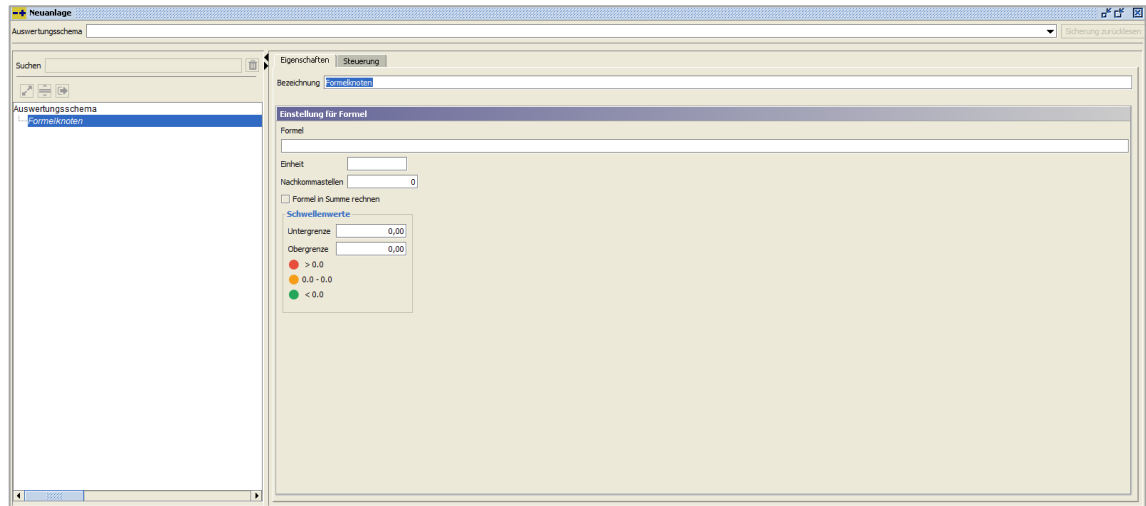 Neuanlage
Auswertungsschema
Sicherung zurücklesen
Suchen
Auswertungsschema
Formelknoten
Eigenschaften Steuerung
Bezeichnung Formelknoten
Einstellung für Formel
Formel
Einheit
Nachkommastellen 0
Formel in Summe rechnen
Schwellenwerte
Untergrenze 0,00
Obergrenze 0,00
> 0.0
0.0 - 0.0
< 0.0